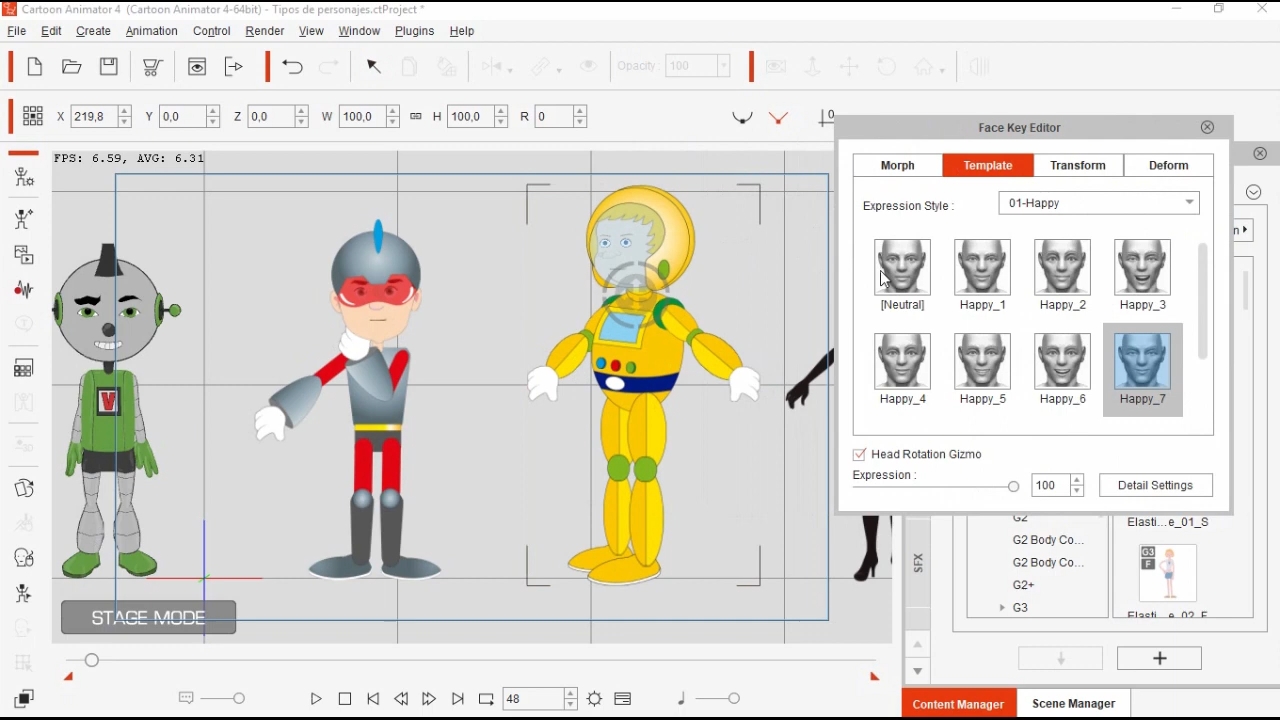 Cartoon Animator 4 (Cartoon Animator 4-64bit) - Tipos de personajes.ctProject *
File Edit Create Animation Control Render View Window Plugins Help
Opacity : 100
X 219,8 Y 0,0 Z 0,0 W 100,0 H 100,0 R 0
0
FPS: 6.59, AVG: 6.31
Face Key Editor
Morph Template Transform Deform
Expression Style : 01-Happy
[Neutral] Happy_1 Happy_2 Happy_3
Happy_4 Happy_5 Happy_6 Happy_7
Head Rotation Gizmo
Expression : 100 Detail Settings
V
G2
G2 Body Co...
G2 Body Co...
G2+
G3
SFX
Elasti...e_01_S
G3
F
Elasti...e_02_F
STAGE MODE
48
Content Manager Scene Manager